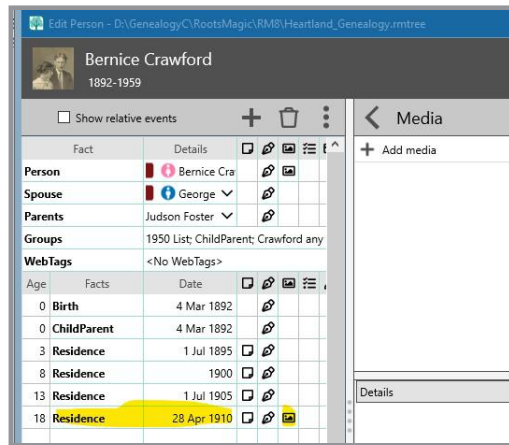 Edit Person - D:\GenealogyC\RootsMagic\RM8\Heartland_Genealogy.rmtree
Bernice Crawford
1892-1959
Show relative events
Media
Fact Details
Add media
Person Bernice Cra
Spouse George
Parents Judson Foster
Groups 1950 List; ChildParent; Crawford any
WebTags <No WebTags>
Age Facts Date
0 Birth 4 Mar 1892
0 ChildParent 4 Mar 1892
3 Residence 1 Jul 1895
8 Residence 1900
13 Residence 1 Jul 1905
Details
18 Residence 28 Apr 1910